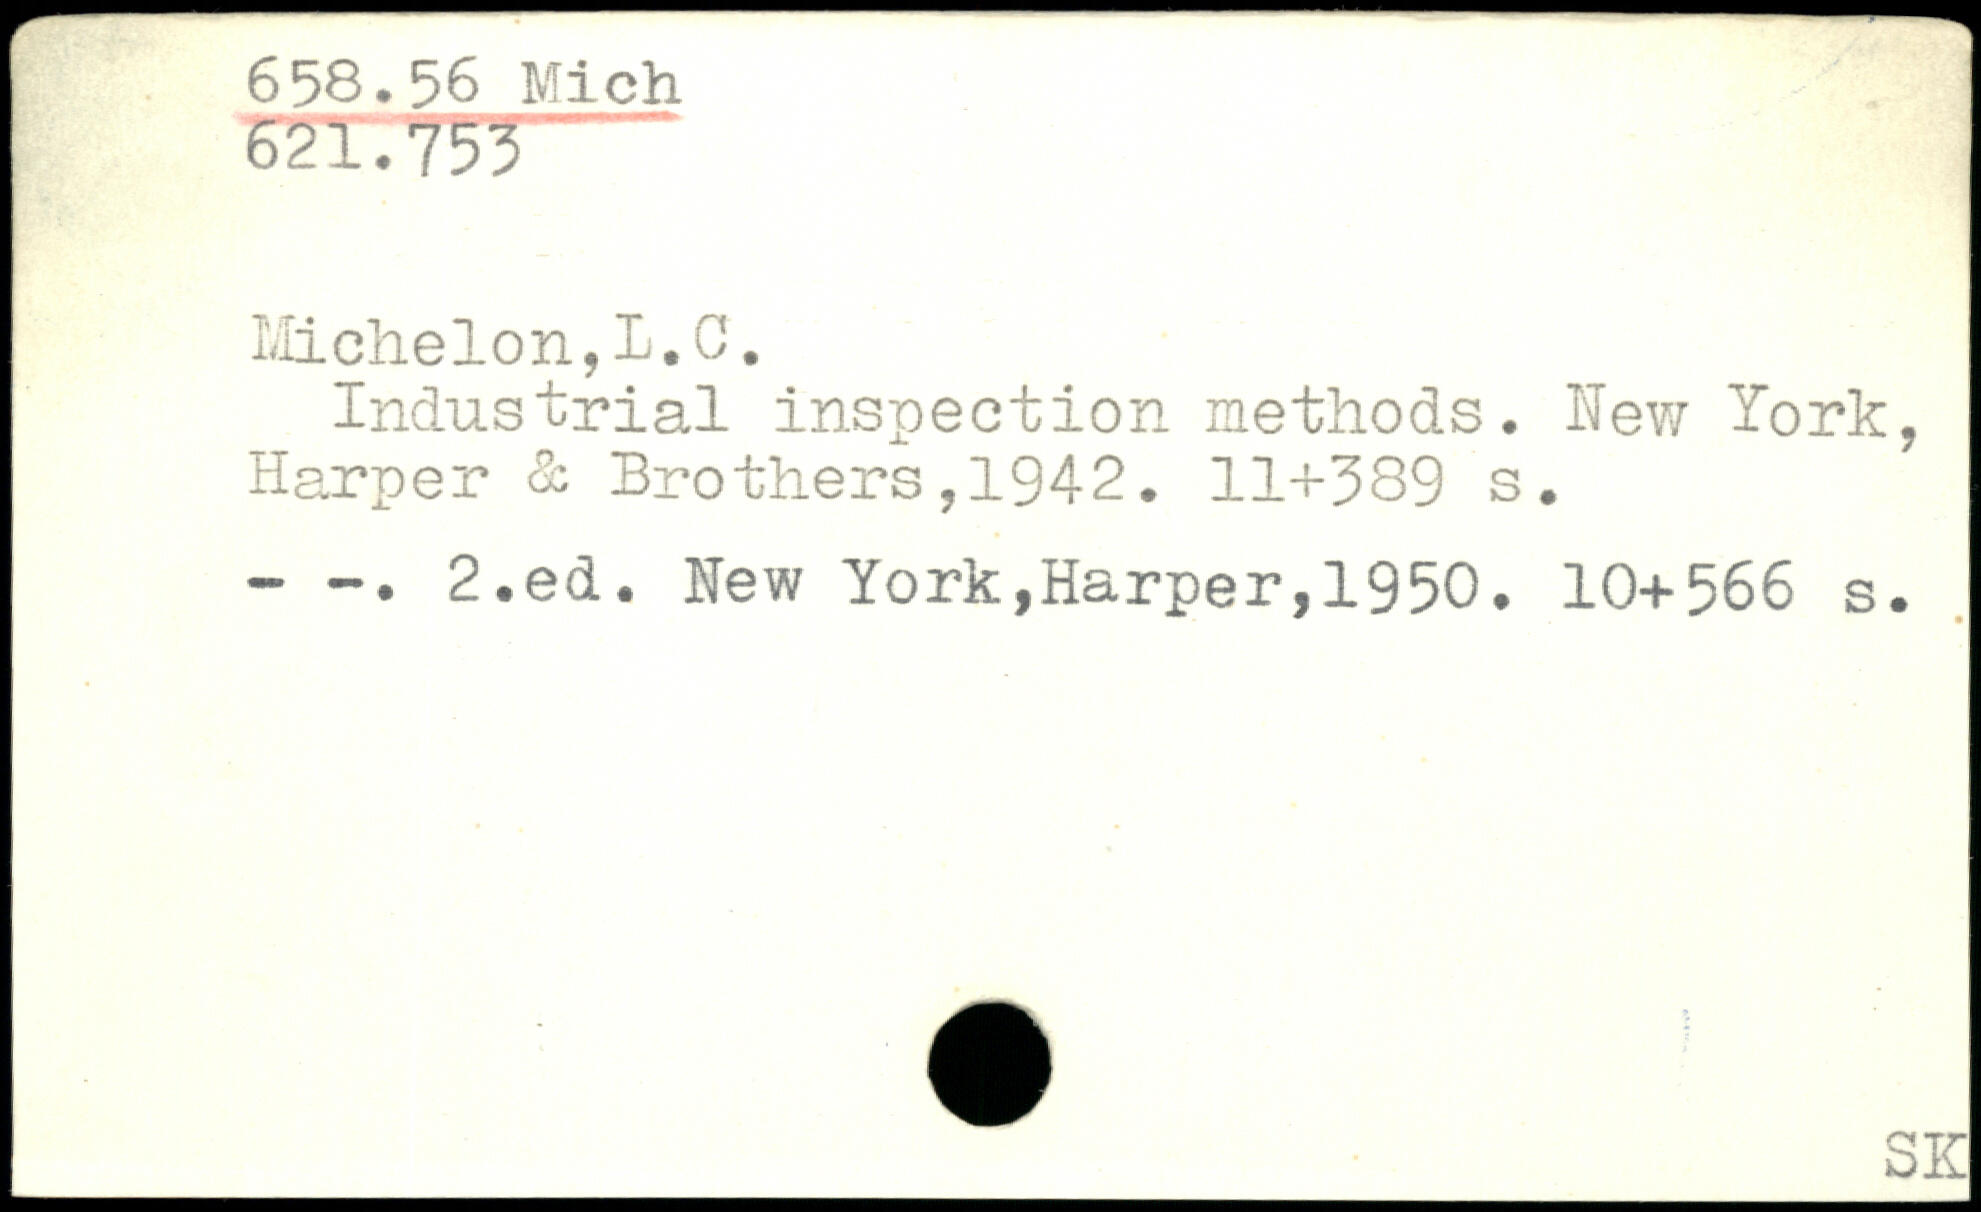 658.56 Mich
621.753
Michelon,L.C.
Industrial inspection methods. New York,
Harper & Brothers,1942. 11+389 s.
- -. 2.ed. New York,Harper,1950. 10+566 s.
SK